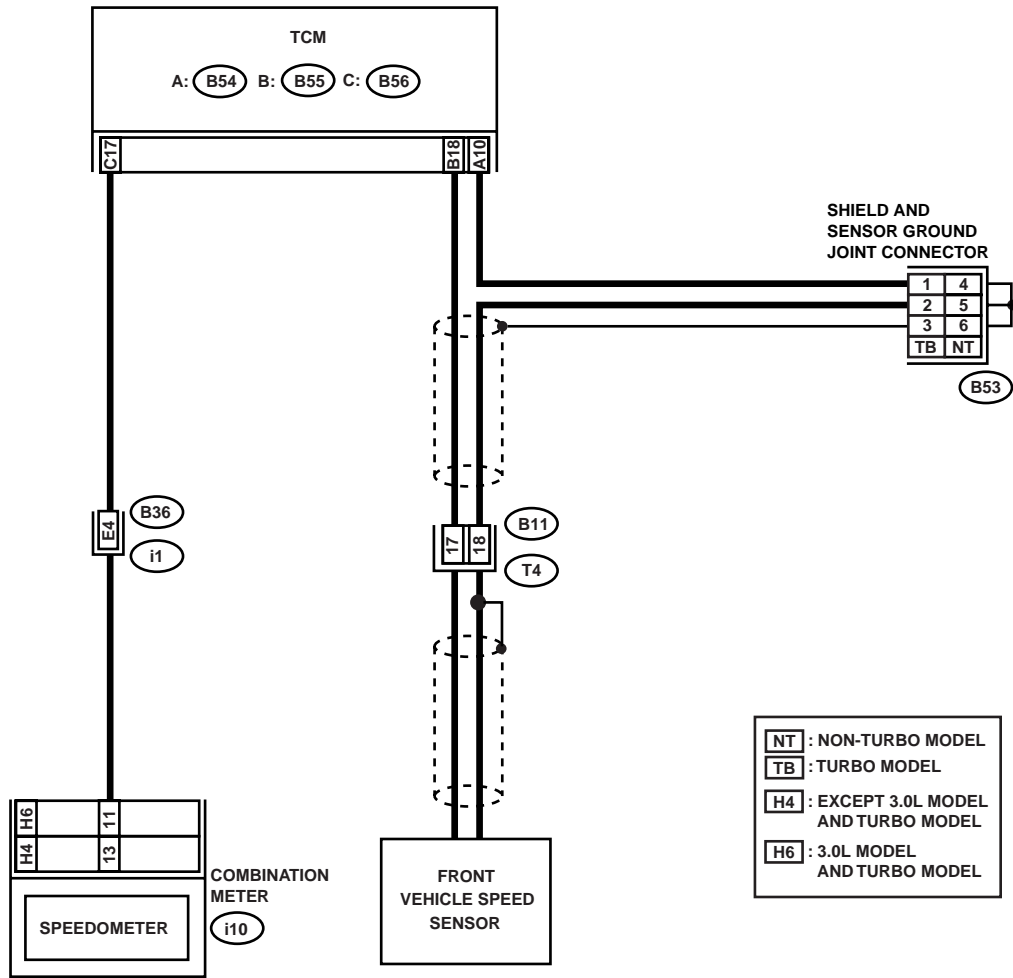 TCM
A: B54 B: B55 C: B56
C17
B18
A10
SHIELD AND
SENSOR GROUND
JOINT CONNECTOR
1 4
2 5
3 6
TB NT
B53
E4
B36
i1
17
18
B11
T4
H6 11
H4 13
SPEEDOMETER
COMBINATION
METER
i10
FRONT
VEHICLE SPEED
SENSOR
NT : NON-TURBO MODEL
TB : TURBO MODEL
H4 : EXCEPT 3.0L MODEL
AND TURBO MODEL
H6 : 3.0L MODEL
AND TURBO MODEL